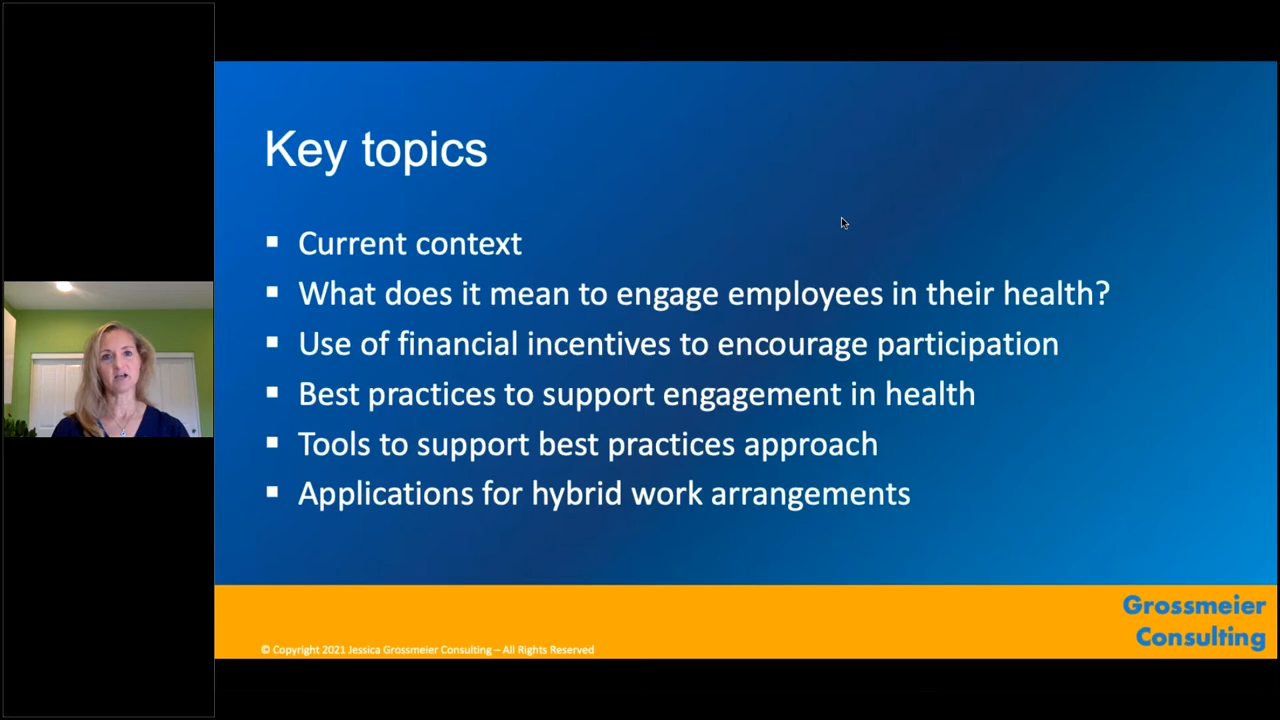 Key topics
Current context
What does it mean to engage employees in their health?
Use of financial incentives to encourage participation
Best practices to support engagement in health
Tools to support best practices approach
Applications for hybrid work arrangements
Grossmeier
Consulting
© Copyright 2021 Jessica Grossmeier Consulting – All Rights Reserved